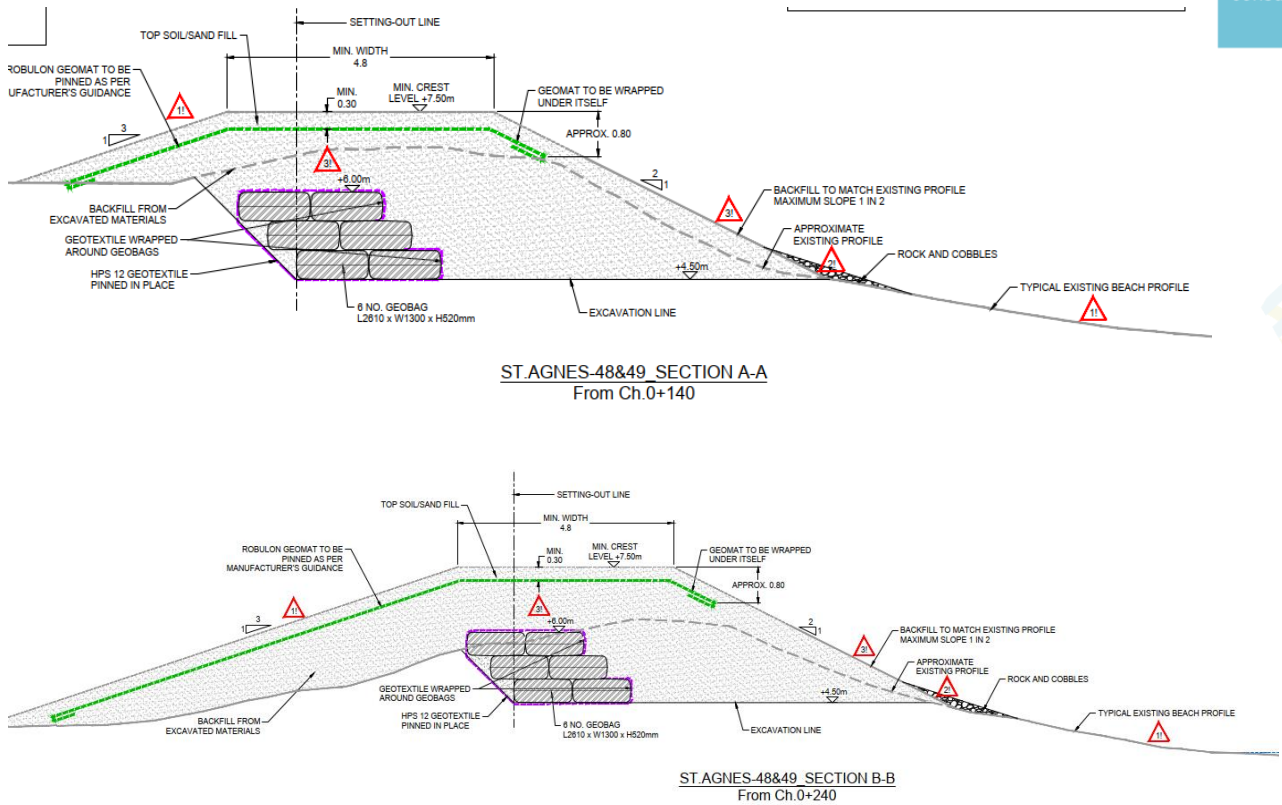 SETTING-OUT LINE
TOP SOIL/SAND FILL
MIN. WIDTH
4.8
ROBULON GEOMAT TO BE
PINNED AS PER
UFACTURER'S GUIDANCE
MIN.
0.30
MIN. CREST
LEVEL +7.50m
GEOMAT TO BE WRAPPED
UNDER ITSELF
APPROX. 0.80
1!
3
1
3!
+6.00m
2
1
BACKFILL TO MATCH EXISTING PROFILE
MAXIMUM SLOPE 1 IN 2
3!
BACKFILL FROM
EXCAVATED MATERIALS
APPROXIMATE
EXISTING PROFILE
GEOTEXTILE WRAPPED
AROUND GEOBAGS
ROCK AND COBBLES
2!
HPS 12 GEOTEXTILE
PINNED IN PLACE
+4.50m
TYPICAL EXISTING BEACH PROFILE
1!
6 NO. GEOBAG
L2610 x W1300 x H520mm
EXCAVATION LINE
ST.AGNES-48&49_SECTION A-A
From Ch.0+140
SETTING-OUT LINE
TOP SOIL/SAND FILL
MIN. WIDTH
4.8
ROBULON GEOMAT TO BE
PINNED AS PER
MANUFACTURER'S GUIDANCE
MIN.
0.30
MIN. CREST
LEVEL +7.50m
GEOMAT TO BE WRAPPED
UNDER ITSELF
APPROX. 0.80
1!
3
1
3!
+6.00m
2
1
BACKFILL TO MATCH EXISTING PROFILE
MAXIMUM SLOPE 1 IN 2
3!
APPROXIMATE
EXISTING PROFILE
ROCK AND COBBLES
2!
GEOTEXTILE WRAPPED
AROUND GEOBAGS
+4.50m
HPS 12 GEOTEXTILE
PINNED IN PLACE
TYPICAL EXISTING BEACH PROFILE
1!
BACKFILL FROM
EXCAVATED MATERIALS
6 NO. GEOBAG
L2610 x W1300 x H520mm
EXCAVATION LINE
ST.AGNES-48&49_SECTION B-B
From Ch.0+240